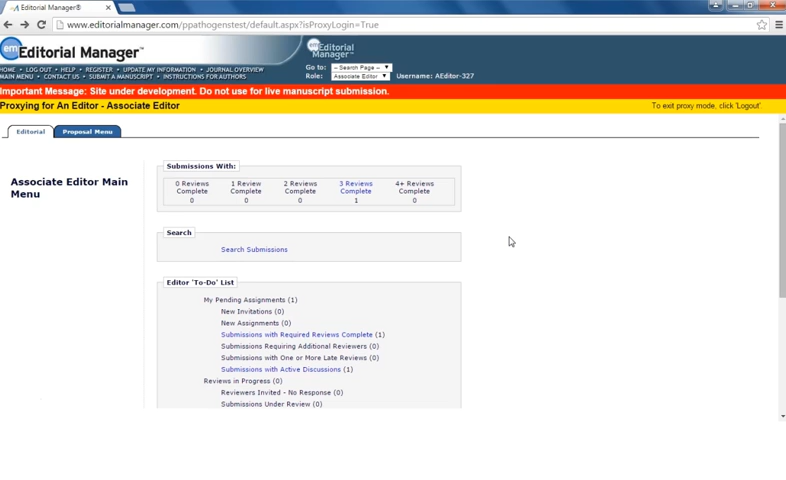 Editorial Manager®
www.editorialmanager.com/ppathogenstest/default.aspx?isProxyLogin=True
em Editorial Manager™
Editorial Manager™
HOME • LOG OUT • HELP • REGISTER • UPDATE MY INFORMATION • JOURNAL OVERVIEW
MAIN MENU • CONTACT US • SUBMIT A MANUSCRIPT • INSTRUCTIONS FOR AUTHORS
Go to: -- Search Page --
Role: Associate Editor Username: AEditor-327
Important Message: Site under development. Do not use for live manuscript submission.
Proxying for An Editor - Associate Editor To exit proxy mode, click 'Logout'.
Editorial Proposal Menu
Associate Editor Main Menu
Submissions With:
0 Reviews Complete 1 Review Complete 2 Reviews Complete 3 Reviews Complete 4+ Reviews Complete
0 0 0 1 0
Search
Search Submissions
Editor 'To-Do' List
My Pending Assignments (1)
New Invitations (0)
New Assignments (0)
Submissions with Required Reviews Complete (1)
Submissions Requiring Additional Reviewers (0)
Submissions with One or More Late Reviews (0)
Submissions with Active Discussions (1)
Reviews in Progress (0)
Reviewers Invited - No Response (0)
Submissions Under Review (0)